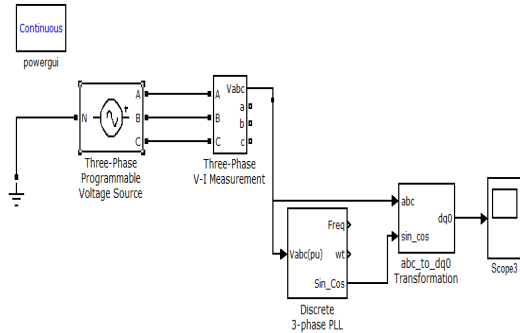 Continuous
powergui
N
A
B
C
Three-Phase
Programmable
Voltage Source
A
B
C
Vabc
a
b
c
Three-Phase
V-I Measurement
Vabc(pu)
Freq
wt
Sin_Cos
Discrete
3-phase PLL
abc
sin_cos
dq0
abc_to_dq0
Transformation
Scope3